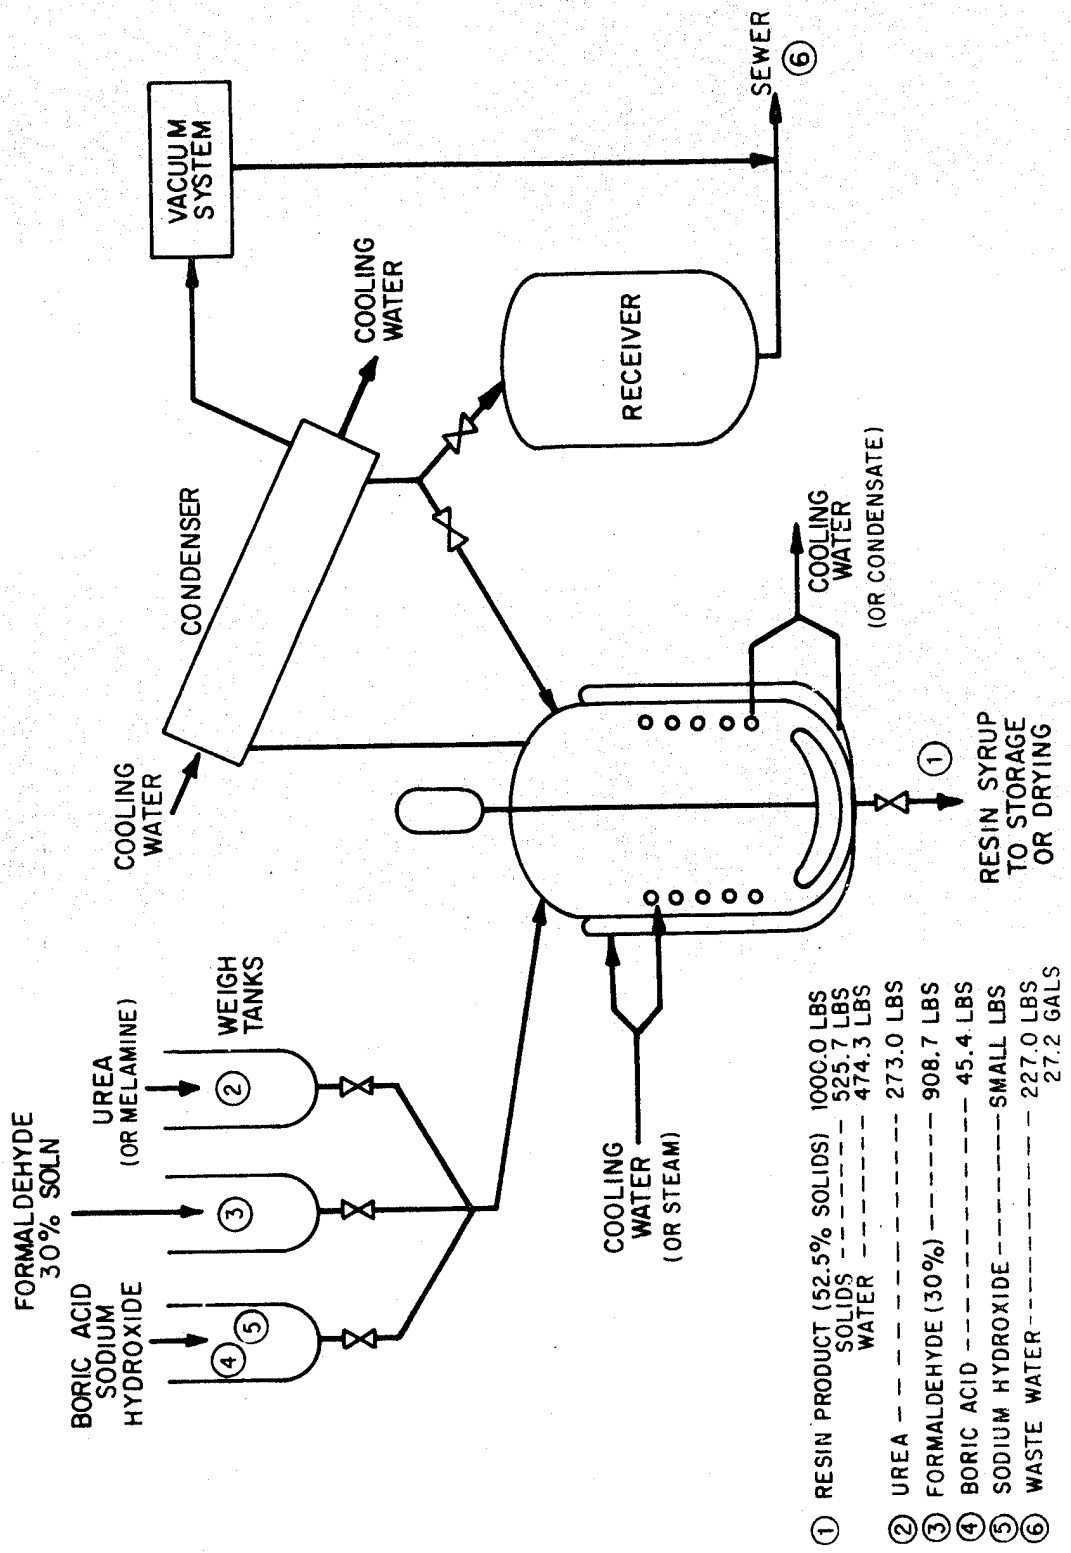 FORMALDEHYDE
30% SOLN
BORIC ACID
SODIUM
HYDROXIDE
UREA
(OR MELAMINE)
WEIGH
TANKS
④
⑤
③
②
COOLING
WATER
CONDENSER
COOLING
WATER
VACUUM
SYSTEM
RECEIVER
SEWER
⑥
COOLING
WATER
(OR STEAM)
COOLING
WATER
(OR CONDENSATE)
①
RESIN SYRUP
TO STORAGE
OR DRYING
① RESIN PRODUCT (52.5% SOLIDS) 1000.0 LBS
SOLIDS ------- 525.7 LBS
WATER ------- 474.3 LBS
② UREA ----------- 273.0 LBS
③ FORMALDEHYDE (30%) ------ 908.7 LBS
④ BORIC ACID ----------- 45.4 LBS
⑤ SODIUM HYDROXIDE ------- SMALL LBS
⑥ WASTE WATER ----------- 227.0 LBS
27.2 GALS